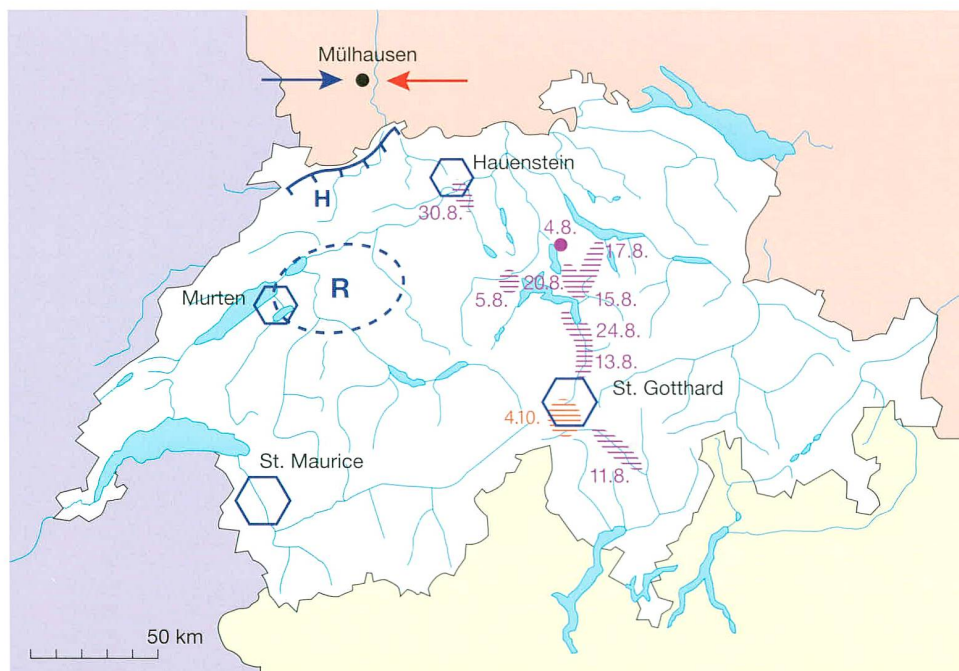 Mülhausen
Hauenstein
H
30.8.
4.8.
17.8.
R
20.8.
5.8.
15.8.
Murten
24.8.
13.8.
St. Gotthard
4.10.
St. Maurice
11.8.
50 km